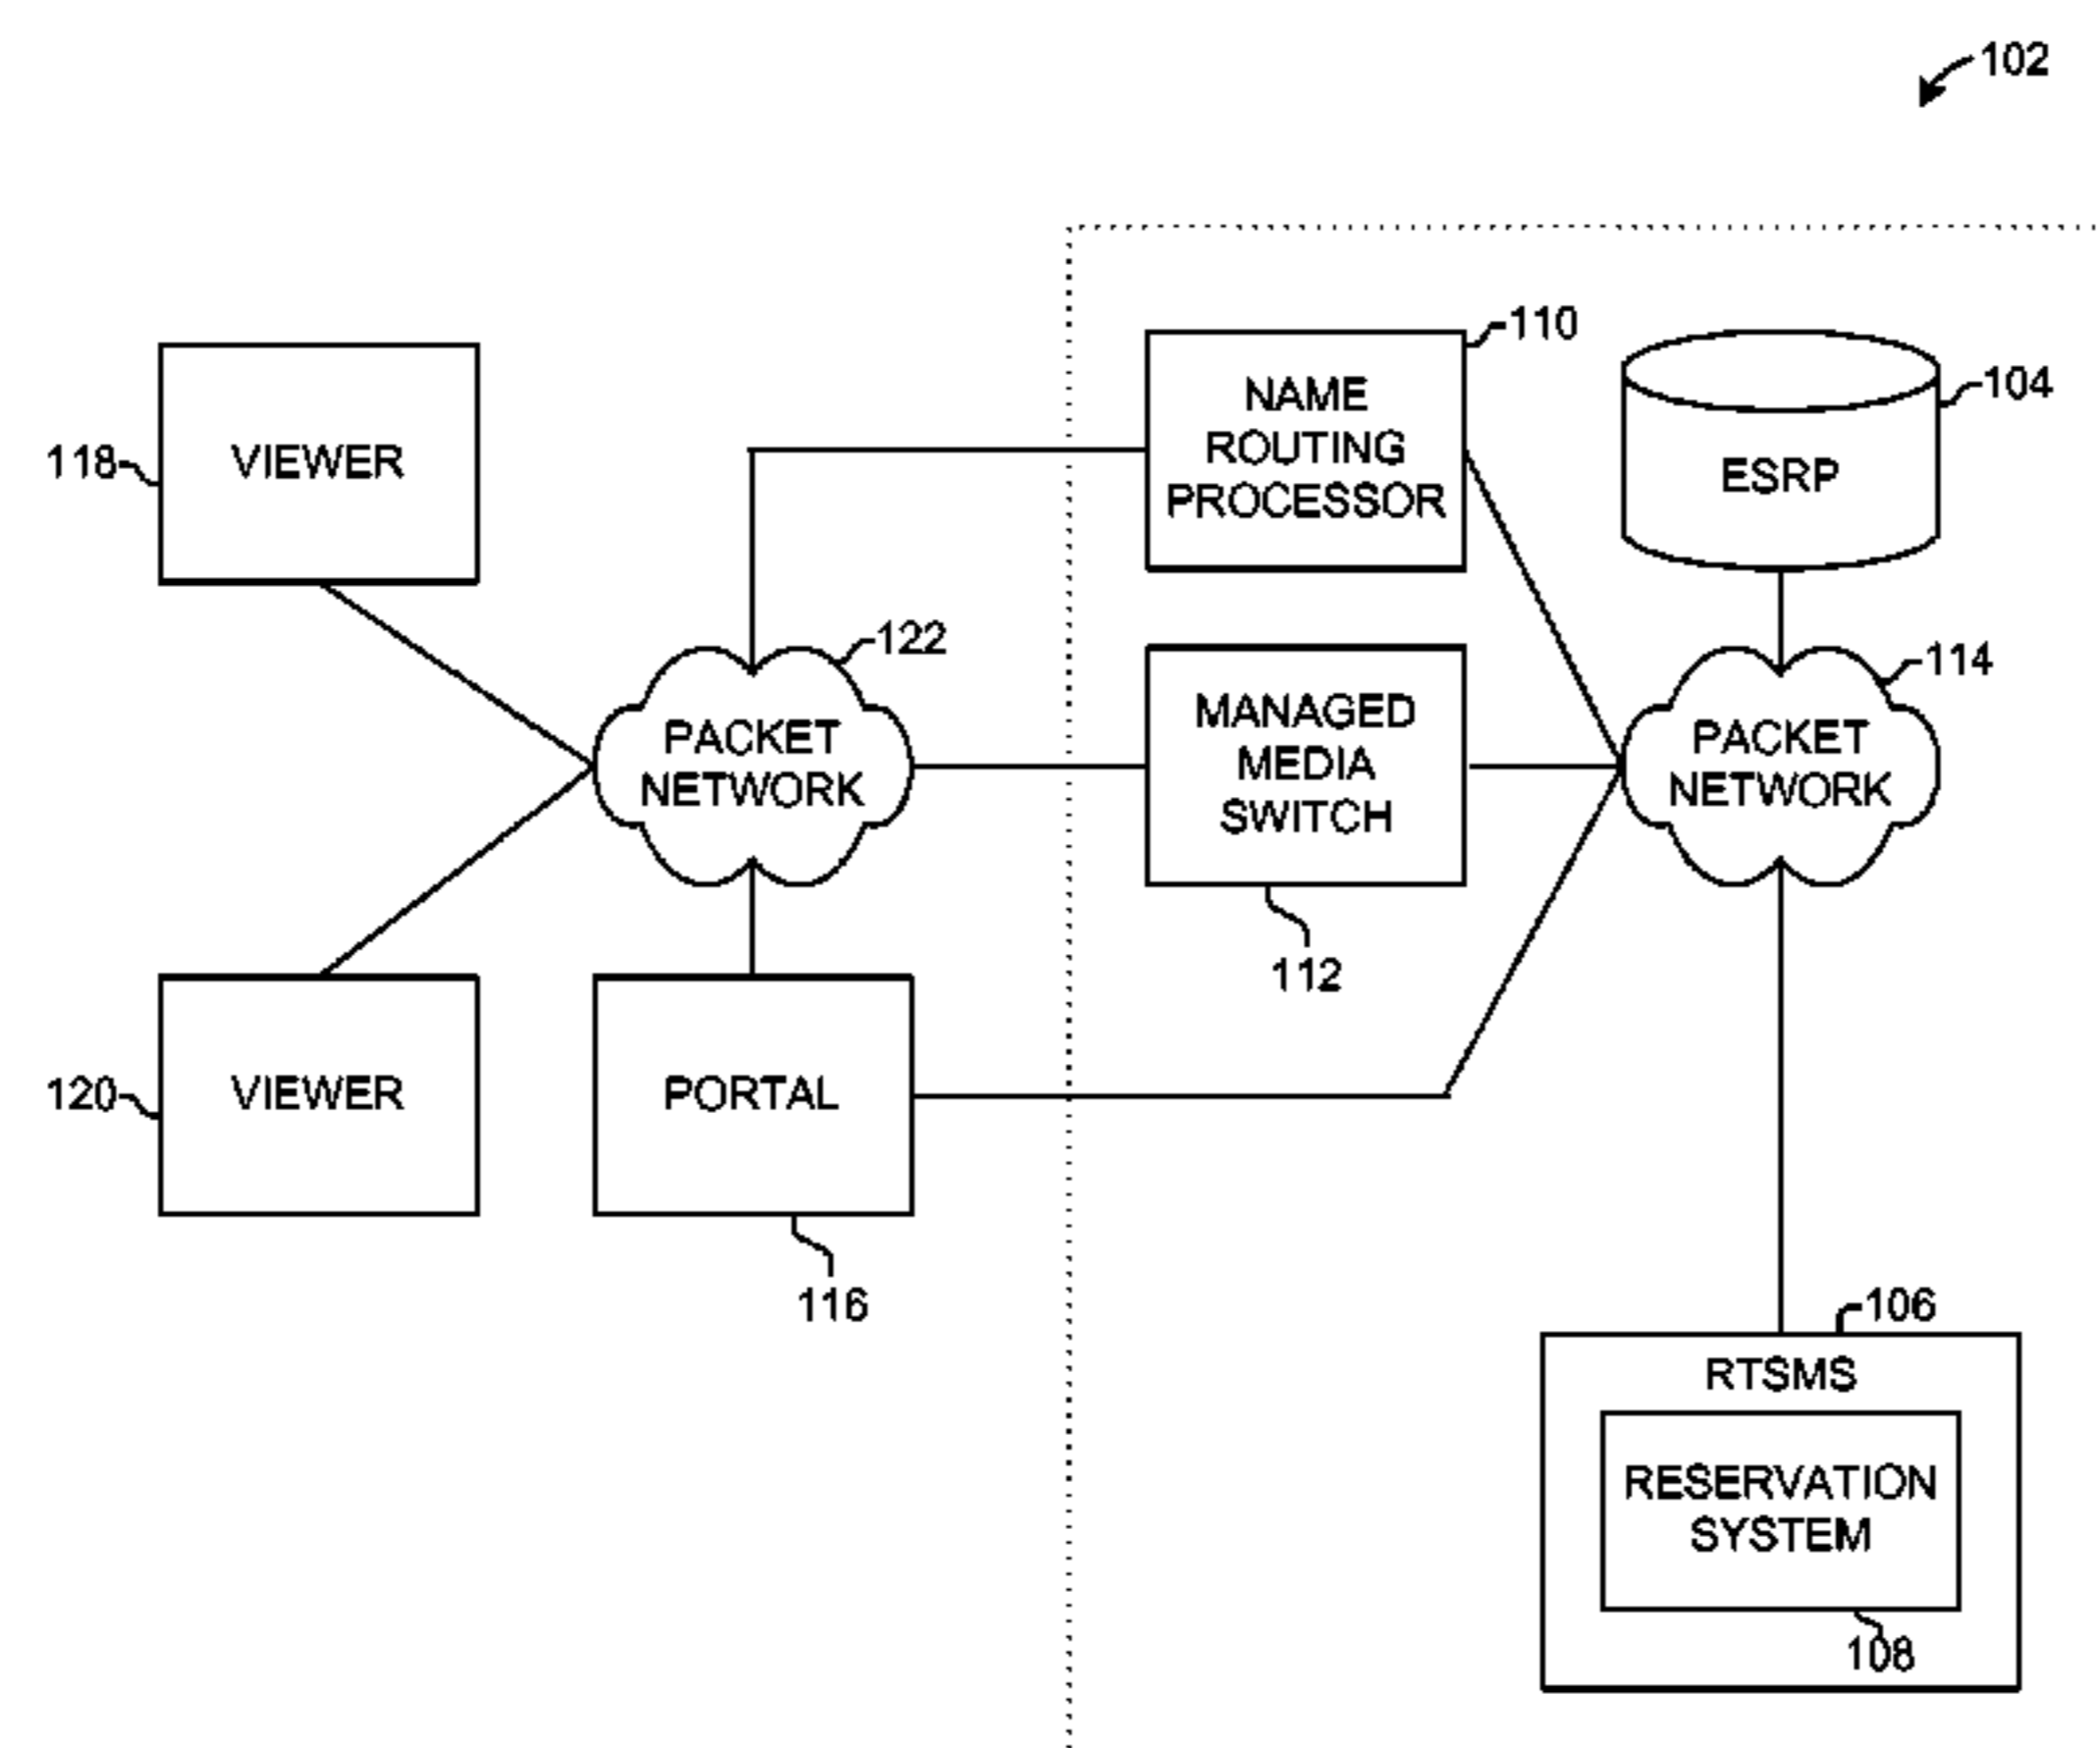 102
110
NAME
ROUTING
PROCESSOR
104
ESRP
118
VIEWER
122
PACKET
NETWORK
MANAGED
MEDIA
SWITCH
112
114
PACKET
NETWORK
120
VIEWER
PORTAL
116
106
RTSMS
RESERVATION
SYSTEM
108